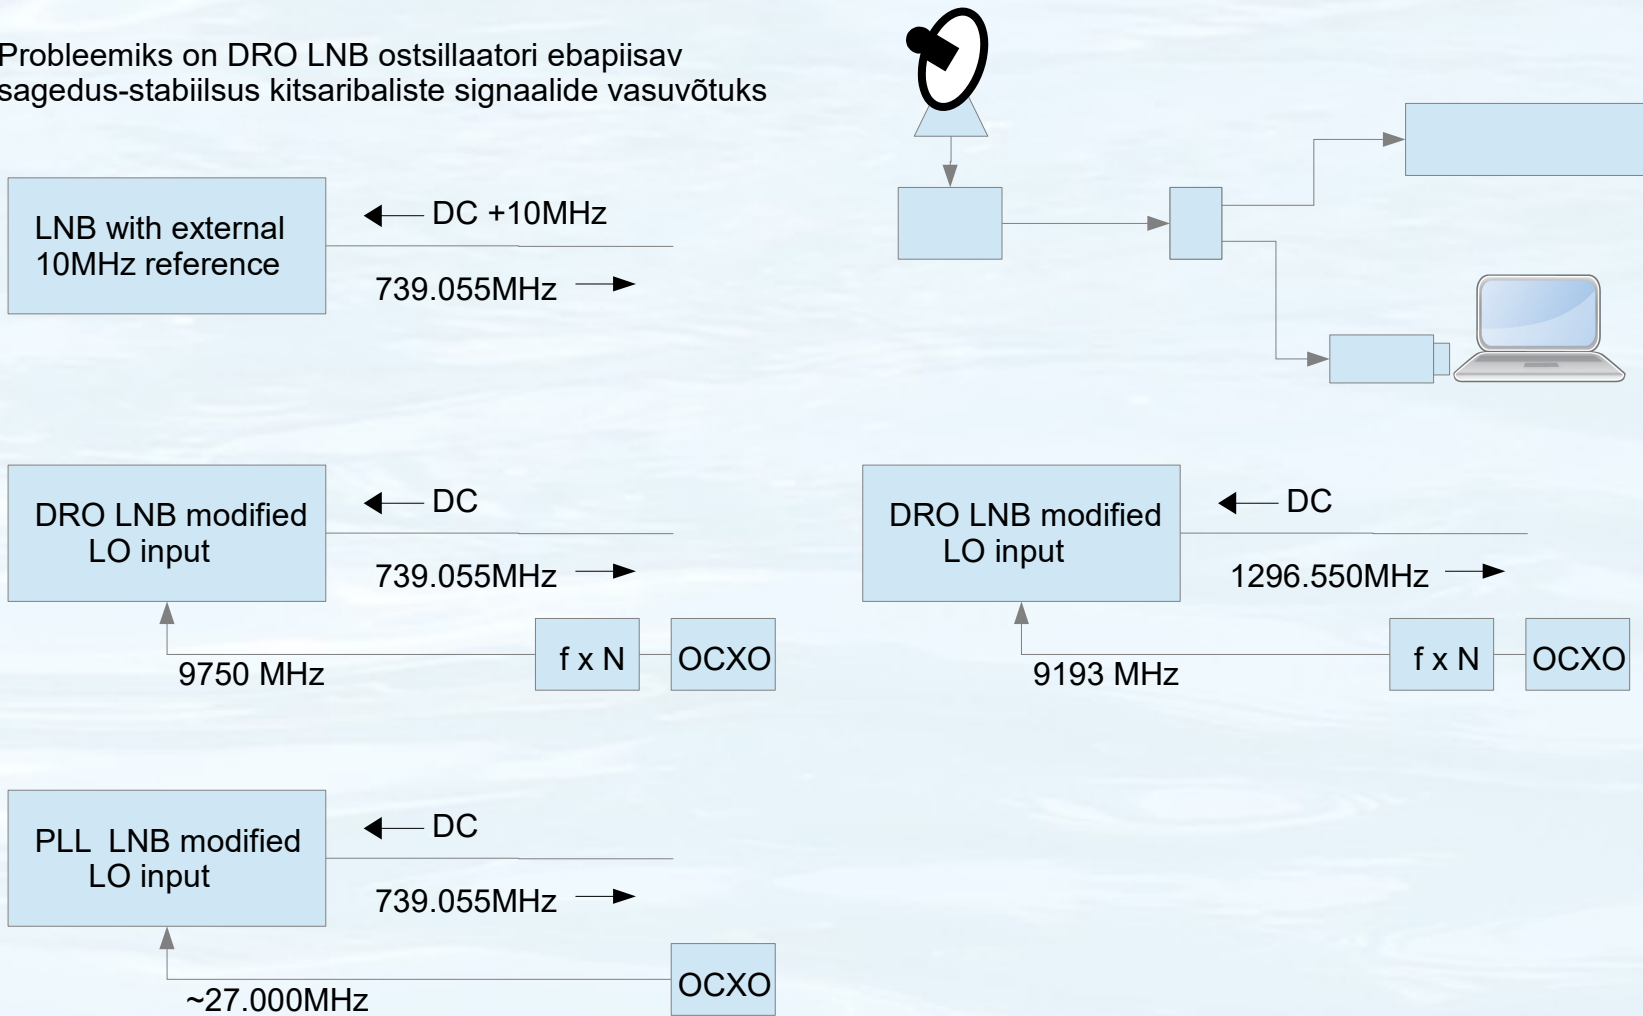 Probleemiks on DRO LNB ostsillaatori ebapiisav
sagedus-stabiilsus kitsaribaliste signaalide vasuvõtuks
LNB with external
10MHz reference
DC +10MHz
739.055MHz
DRO LNB modified
LO input
DC
739.055MHz
9750 MHz
f x N
OCXO
DRO LNB modified
LO input
DC
1296.550MHz
9193 MHz
f x N
OCXO
PLL LNB modified
LO input
DC
739.055MHz
~27.000MHz
OCXO